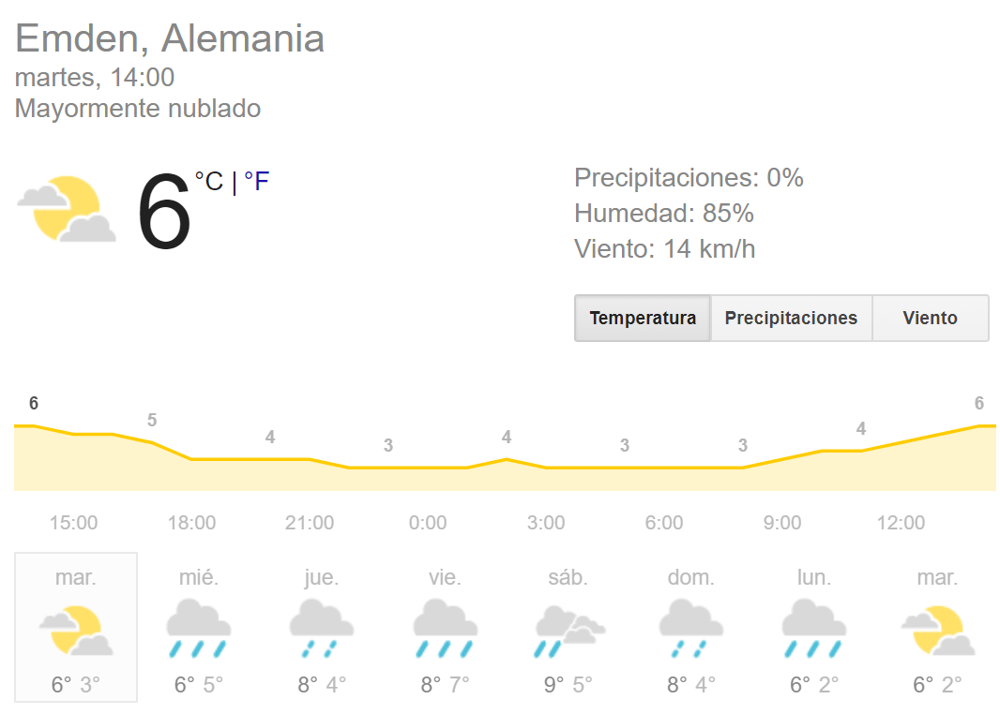 Emden, Alemania
martes, 14:00
Mayormente nublado
6 °C | °F
Precipitaciones: 0%
Humedad: 85%
Viento: 14 km/h
Temperatura Precipitaciones Viento
6 5 4 3 4 3 3 4 6
15:00 18:00 21:00 0:00 3:00 6:00 9:00 12:00
mar. mié. jue. vie. sáb. dom. lun. mar.
6° 3° 6° 5° 8° 4° 8° 7° 9° 5° 8° 4° 6° 2° 6° 2°